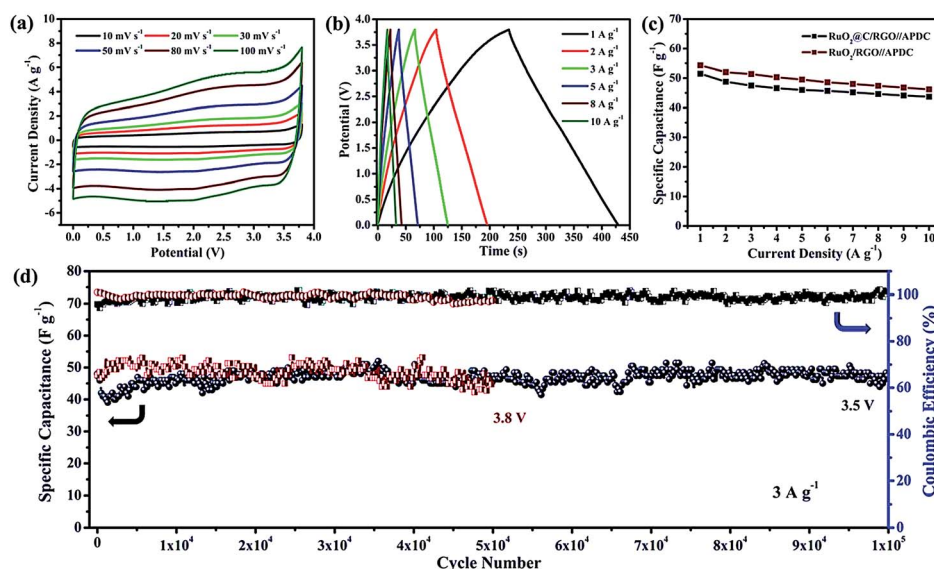 (a)
10 mV s-1 20 mV s-1 30 mV s-1
50 mV s-1 80 mV s-1 100 mV s-1
Current Density (A g-1)
10
8
6
4
2
0
-2
-4
-6
0.0 0.5 1.0 1.5 2.0 2.5 3.0 3.5 4.0
Potential (V)
(b)
1 A g-1
2 A g-1
3 A g-1
5 A g-1
8 A g-1
10 A g-1
Potential (V)
4.0
3.5
3.0
2.5
2.0
1.5
1.0
0.5
0.0
0 50 100 150 200 250 300 350 400 450
Time (s)
(c)
RuO2@C/RGO//APDC
RuO2/RGO//APDC
Specific Capacitance (F g-1)
70
60
50
40
30
20
10
0
1 2 3 4 5 6 7 8 9 10
Current Density (A g-1)
(d)
Specific Capacitance (F g-1)
80
70
60
50
40
30
20
10
0
3.8 V
3.5 V
3 A g-1
100
80
60
40
20
0
Coulombic Efficiency (%)
0 1x10^4 2x10^4 3x10^4 4x10^4 5x10^4 6x10^4 7x10^4 8x10^4 9x10^4 1x10^5
Cycle Number